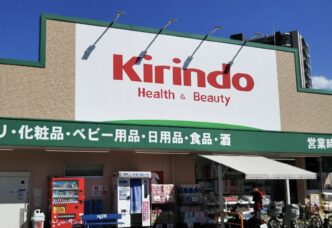 Kirindo
Health & Beauty
リ・化粧品・ベビー用品・日用品・食品・酒
営業時